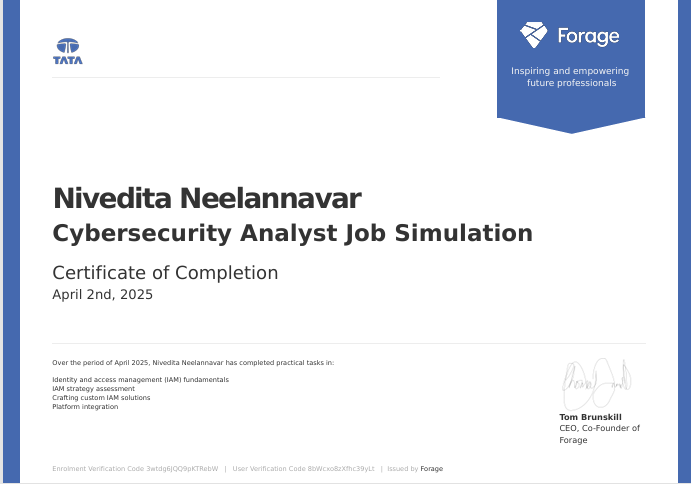 TATA
Forage
Inspiring and empowering
future professionals
Nivedita Neelannavar
Cybersecurity Analyst Job Simulation
Certificate of Completion
April 2nd, 2025
Over the period of April 2025, Nivedita Neelannavar has completed practical tasks in:
Identity and access management (IAM) fundamentals
IAM strategy assessment
Crafting custom IAM solutions
Platform integration
Tom Brunskill
CEO, Co-Founder of
Forage
Enrolment Verification Code 3wtdg6JQQ9pKTRebW | User Verification Code 8bWcxo8zXfhc39yLt | Issued by Forage